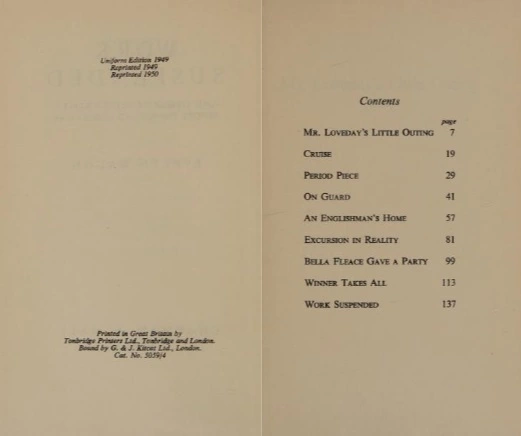 Uniform Edition 1949
Reprinted 1949
Reprinted 1950
Printed in Great Britain by
Tonbridge Printers Ltd., Tonbridge and London.
Bound by G. & J. Kitcat Ltd., London.
Cat. No. 5059/4
Contents
page
Mr. Loveday's Little Outing 7
Cruise 19
Period Piece 29
On Guard 41
An Englishman's Home 57
Excursion in Reality 81
Bella Fleace Gave a Party 99
Winner Takes All 113
Work Suspended 137